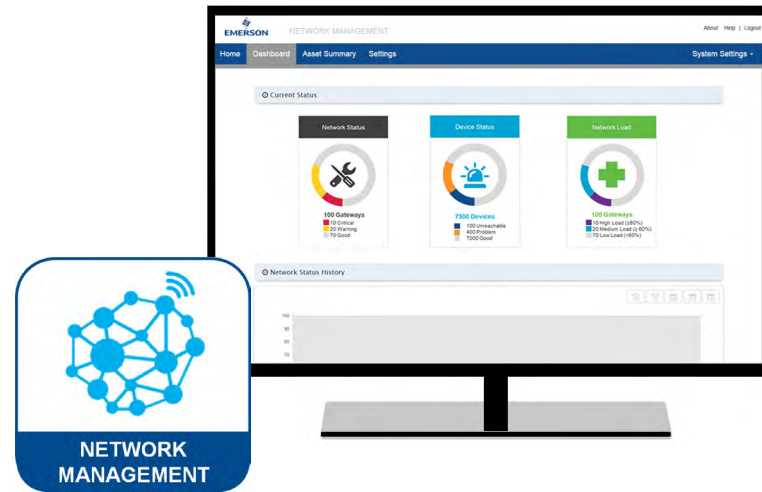 EMERSON
NETWORK MANAGEMENT
About Help | Logout
Home Dashboard Asset Summary Settings System Settings
Current Status
Network Status
Device Status
Network Load
100 Gateways
10 Critical
20 Warning
70 Good
7500 Devices
100 Unreachable
400 Problem
7000 Good
100 Gateways
10 High Load (≥80%)
20 Medium Load (≥ 60%)
70 Low Load (<60%)
Network Status History
100
90
80
70
NETWORK
MANAGEMENT